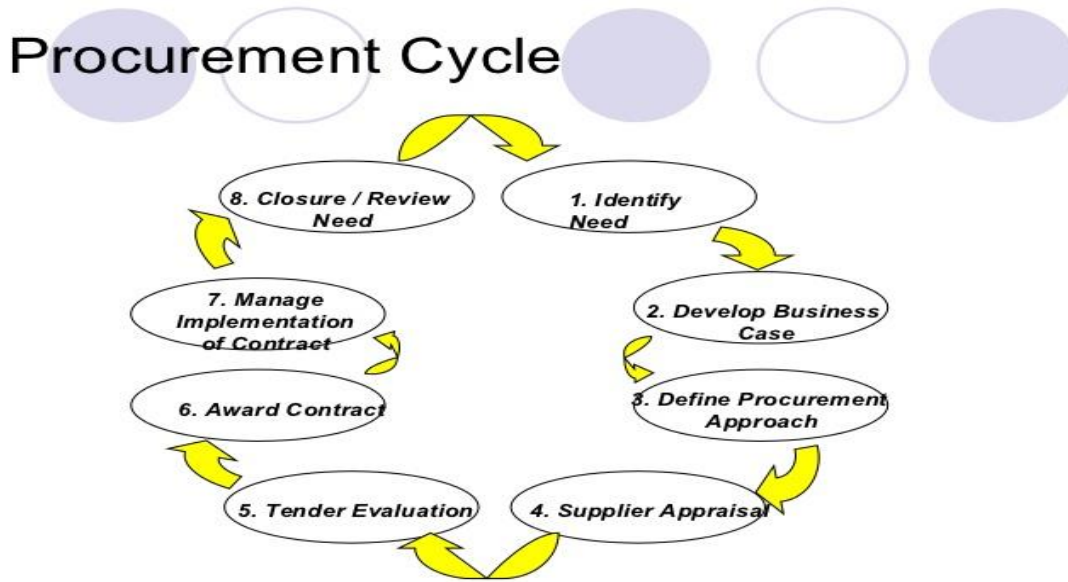 Procurement Cycle
1. Identify
Need
2. Develop Business
Case
3. Define Procurement
Approach
4. Supplier Appraisal
5. Tender Evaluation
6. Award Contract
7. Manage
Implementation
of Contract
8. Closure / Review
Need